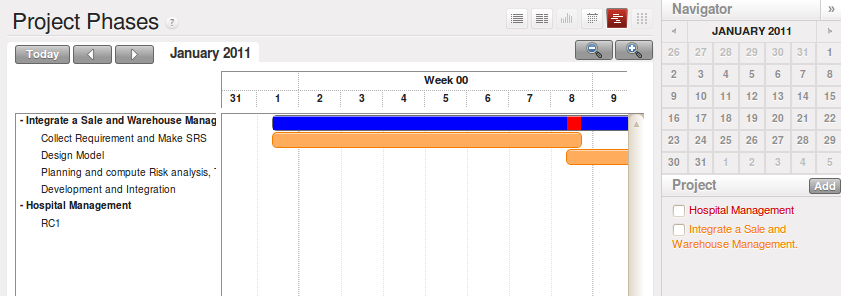 Project Phases ?
Today
January 2011
Week 00
31 1 2 3 4 5 6 7 8 9
- Integrate a Sale and Warehouse Manag
Collect Requirement and Make SRS
Design Model
Planning and compute Risk analysis,
Development and Integration
- Hospital Management
RC1
Navigator »
JANUARY 2011
26 27 28 29 30 31 1
2 3 4 5 6 7 8
9 10 11 12 13 14 15
16 17 18 19 20 21 22
23 24 25 26 27 28 29
30 31 1 2 3 4 5
Project Add
Hospital Management
Integrate a Sale and
Warehouse Management.